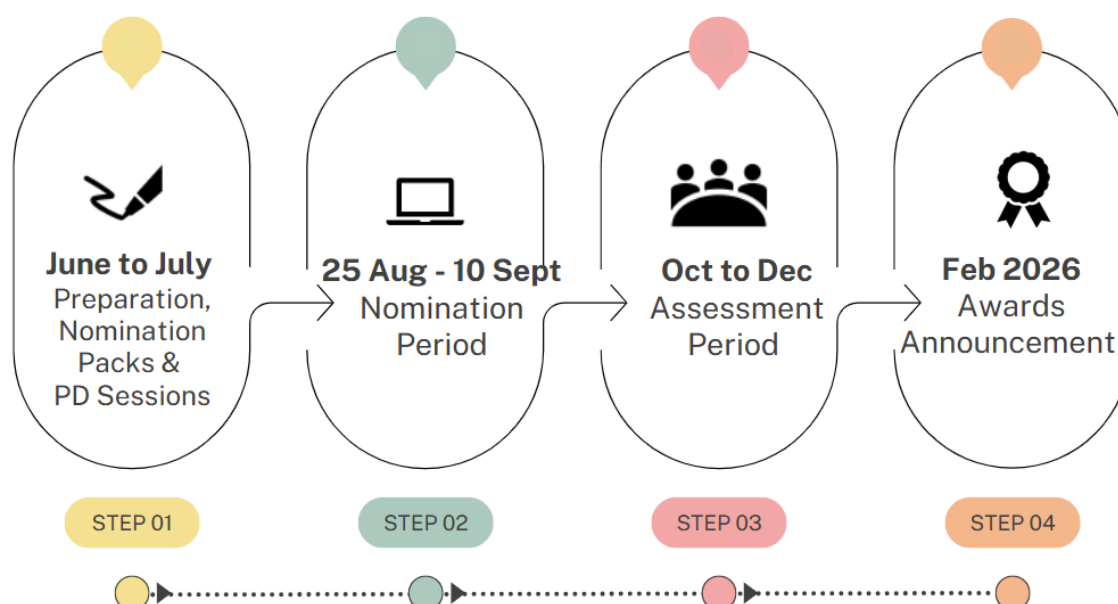 June to July
Preparation,
Nomination
Packs &
PD Sessions
STEP 01
25 Aug - 10 Sept
Nomination
Period
STEP 02
Oct to Dec
Assessment
Period
STEP 03
Feb 2026
Awards
Announcement
STEP 04